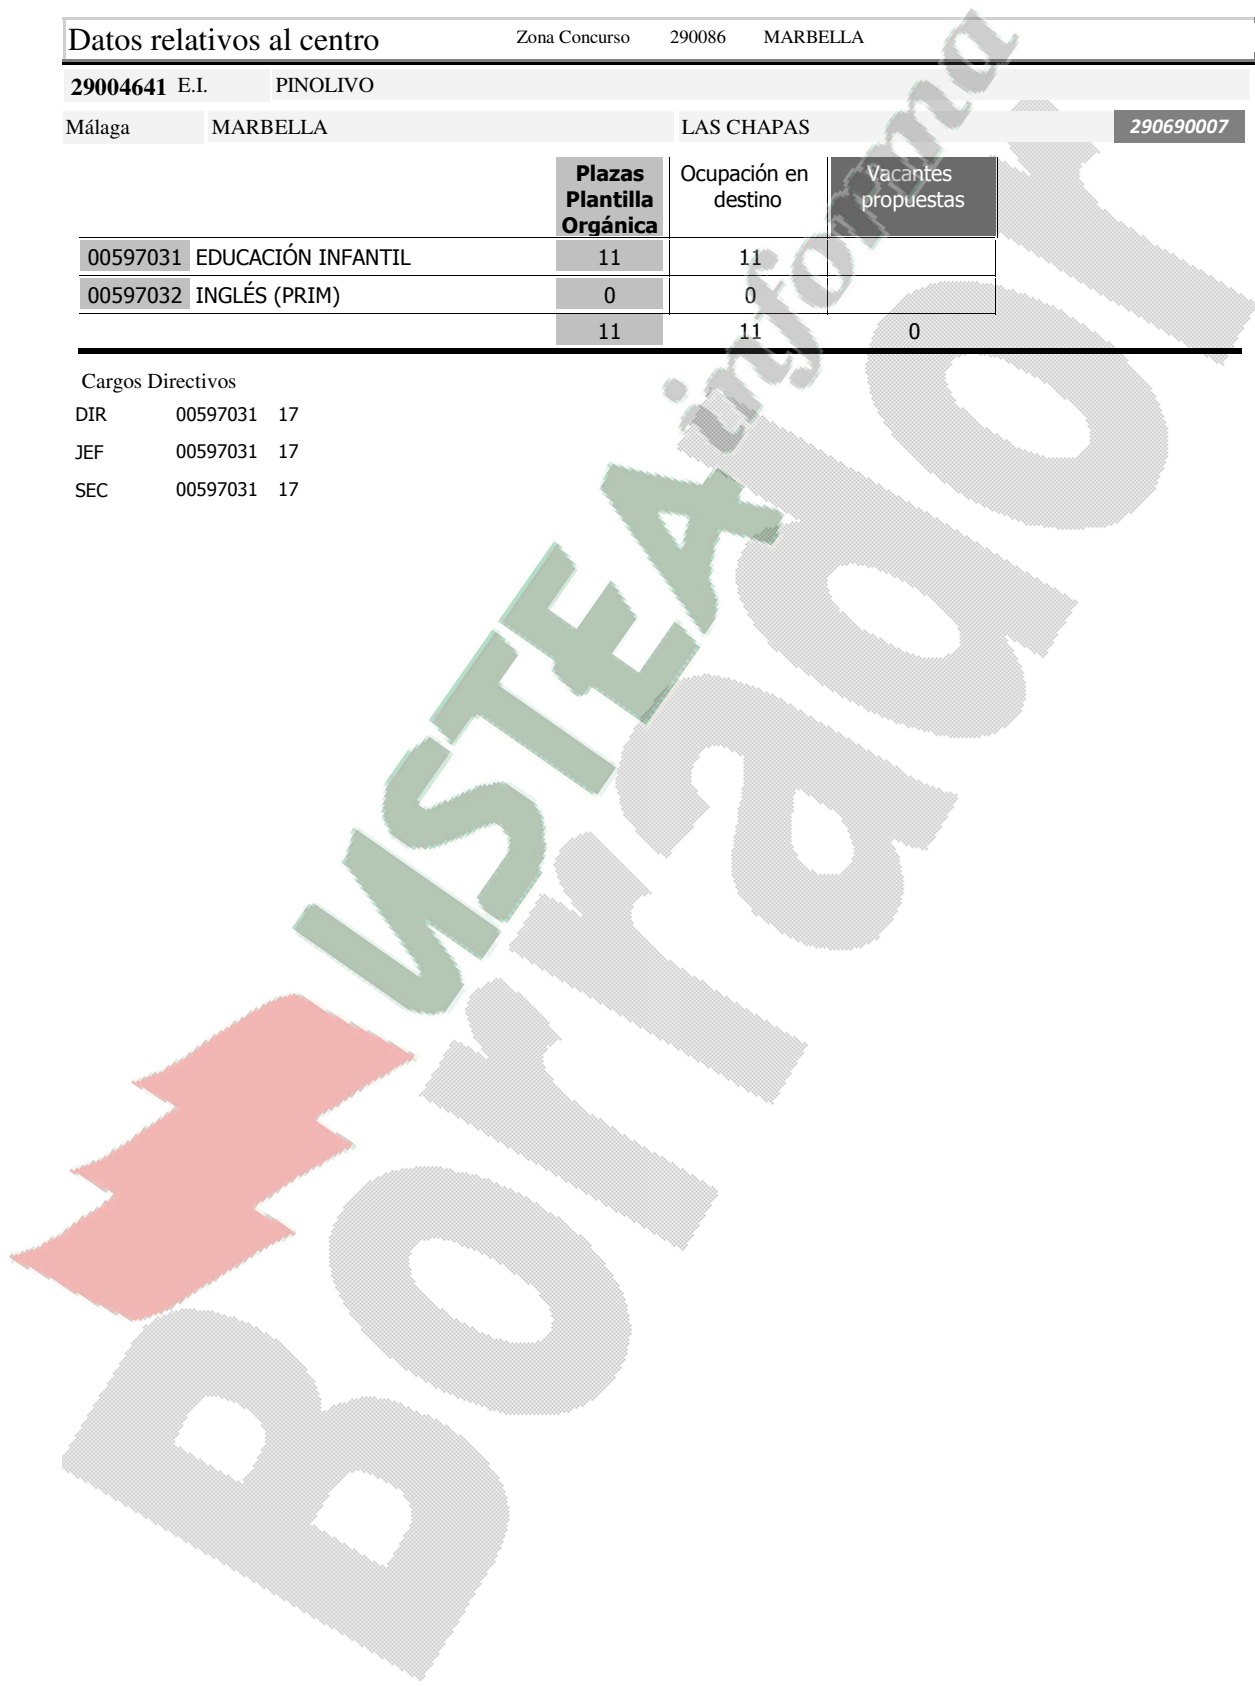 Datos relativos al centro Zona Concurso 290086 MARBELLA
29004641 E.I. PINOLIVO
Málaga MARBELLA LAS CHAPAS 290690007
Plazas Plantilla Orgánica Ocupación en destino Vacantes propuestas
00597031 EDUCACIÓN INFANTIL 11 11
00597032 INGLÉS (PRIM) 0 0
11 11 0
Cargos Directivos
DIR 00597031 17
JEF 00597031 17
SEC 00597031 17
USTEA informa
Borrador